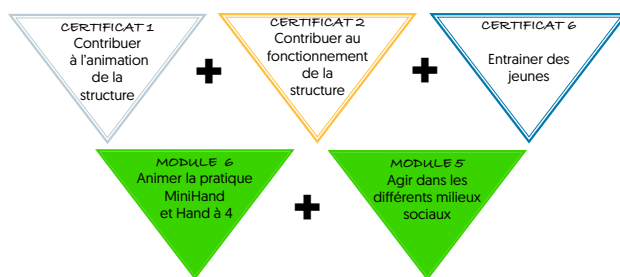 CERTIFICAT 1
Contribuer
à l'animation
de la
structure
+
CERTIFICAT 2
Contribuer au
fonctionnement
de la
structure
+
CERTIFICAT 6
Entrainer des
jeunes
MODULE 6
Animer la pratique
MiniHand
et Hand à 4
+
MODULE 5
Agir dans les
différents milieux
sociaux